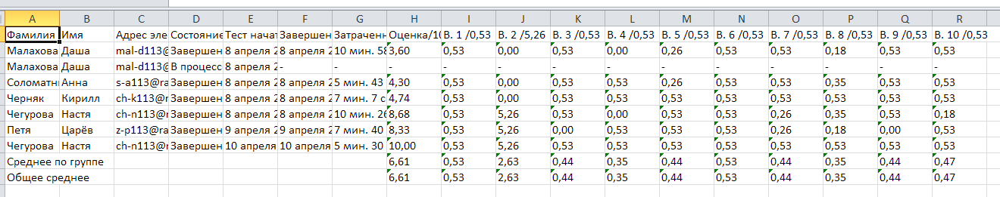 A B C D E F G H I J K L M N O P Q R
Фамилия Имя Адрес эле Состояние Тест начат Завершен Затраченн Оценка/10 В. 1 /0,53 В. 2 /5,26 В. 3 /0,53 В. 4 /0,53 В. 5 /0,53 В. 6 /0,53 В. 7 /0,53 В. 8 /0,53 В. 9 /0,53 В. 10 /0,53
Малахова Даша mal-d113@ Завершен 8 апреля 2 8 апреля 2 10 мин. 58 3,60 0,53 0,00 0,53 0,00 0,26 0,53 0,53 0,18 0,53 0,53
Малахова Даша mal-d113@ В процесс 8 апреля 2 - - - - - - - - - - - - -
Соломатн Анна s-a113@r Завершен 8 апреля 2 8 апреля 2 5 мин. 43 4,30 0,53 0,00 0,53 0,53 0,26 0,53 0,53 0,35 0,53 0,53
Черняк Кирилл ch-k113@r Завершен 8 апреля 2 8 апреля 2 7 мин. 7 с 4,74 0,53 0,00 0,53 0,53 0,53 0,53 0,53 0,53 0,53 0,53
Чегурова Настя ch-n113@r Завершен 8 апреля 2 8 апреля 2 10 мин. 26 8,68 0,53 5,26 0,53 0,00 0,53 0,53 0,26 0,35 0,53 0,18
Петя Царёв z-p113@ra Завершен 9 апреля 2 9 апреля 2 7 мин. 40 8,33 0,53 5,26 0,00 0,53 0,53 0,53 0,26 0,18 0,00 0,53
Чегурова Настя ch-n113@r Завершен 10 апреля 10 апреля 5 мин. 30 10,00 0,53 5,26 0,53 0,53 0,53 0,53 0,53 0,53 0,53 0,53
Среднее по группе 6,61 0,53 2,63 0,44 0,35 0,44 0,53 0,44 0,35 0,44 0,47
Общее среднее 6,61 0,53 2,63 0,44 0,35 0,44 0,53 0,44 0,35 0,44 0,47